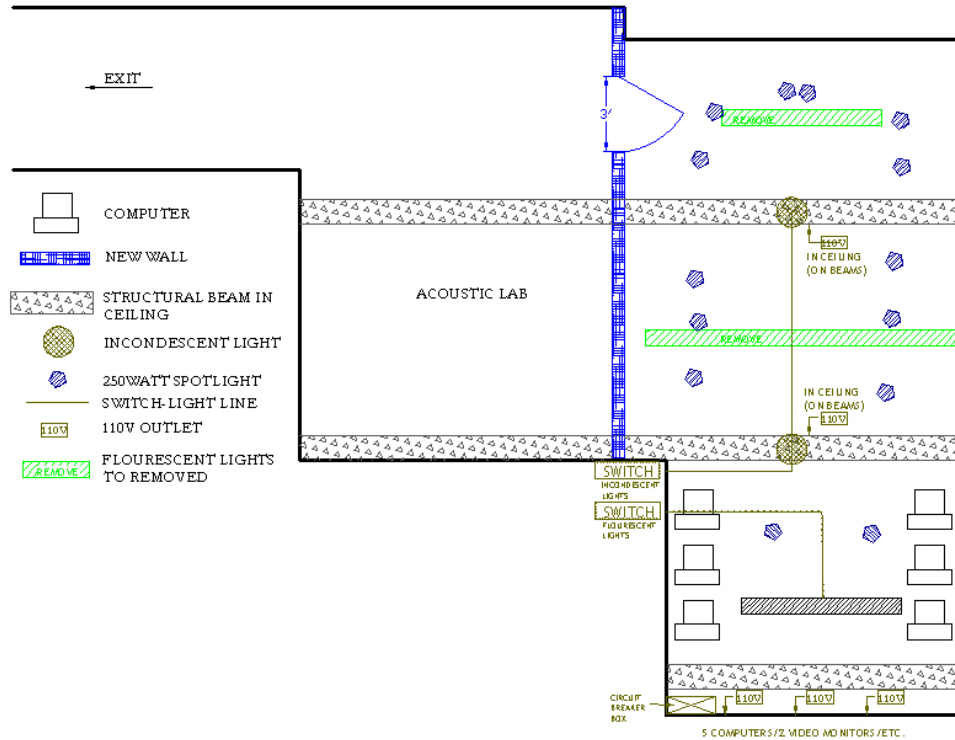 EXIT
3'
REMOVE
COMPUTER
NEW WALL
STRUCTURAL BEAM IN
CEILING
INCONDESCENT LIGHT
250WATT SPOTLIGHT
SWITCH-LIGHT LINE
110V OUTLET
110V
REMOVE
FLOURESCENT LIGHTS
TO REMOVED
ACOUSTIC LAB
110V
IN CEILING
(ON BEAMS)
REMOVE
IN CEILING
(ON BEAMS)
110V
SWITCH
INCONDESCENT
LIGHTS
SWITCH
FLOURESCENT
LIGHTS
CIRCUIT
BREAKER
BOX
110V
110V
110V
5 COMPUTERS/2 VIDEO MONITORS/ETC.